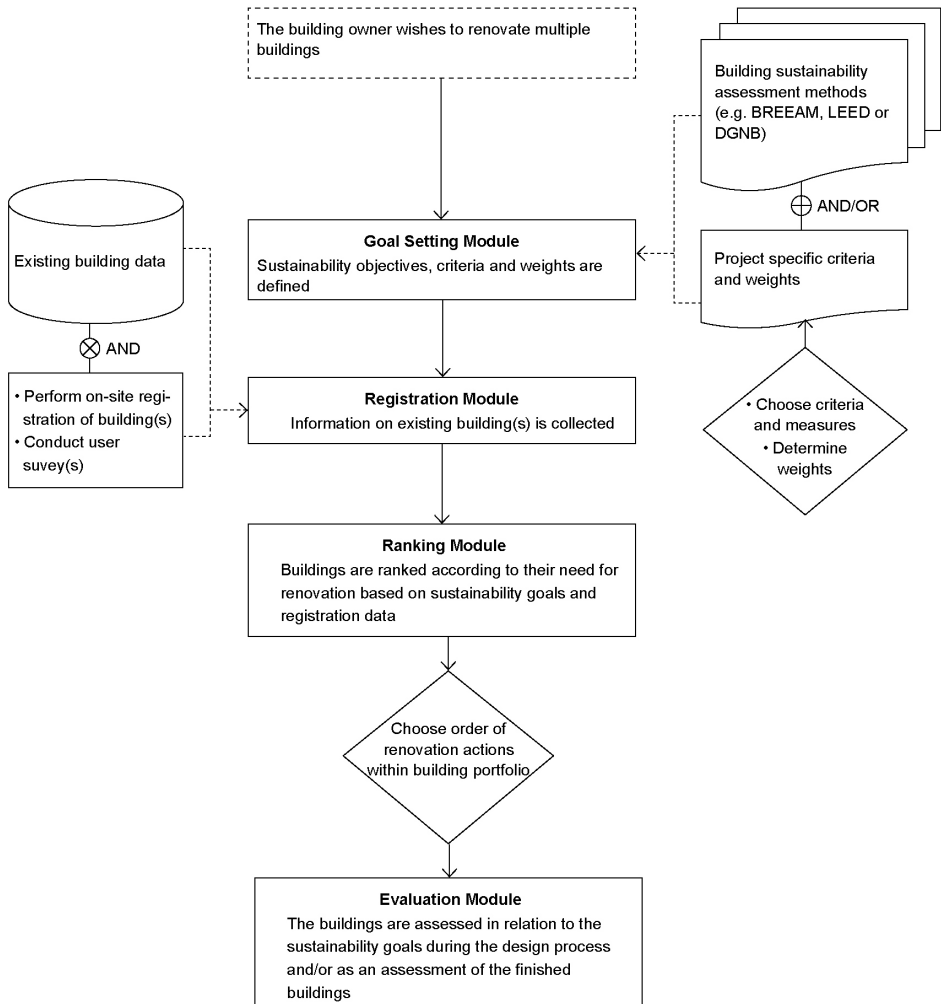 The building owner wishes to renovate multiple
buildings
Building sustainability
assessment methods
(e.g. BREEAM, LEED or
DGNB)
AND/OR
Project specific criteria
and weights
• Choose criteria
and measures
• Determine
weights
Goal Setting Module
Sustainability objectives, criteria and weights are
defined
Existing building data
AND
• Perform on-site regi-
stration of building(s)
• Conduct user
suvey(s)
Registration Module
Information on existing building(s) is collected
Ranking Module
Buildings are ranked according to their need for
renovation based on sustainability goals and
registration data
Choose order of
renovation actions
within building portfolio
Evaluation Module
The buildings are assessed in relation to the
sustainability goals during the design process
and/or as an assessment of the finished
buildings